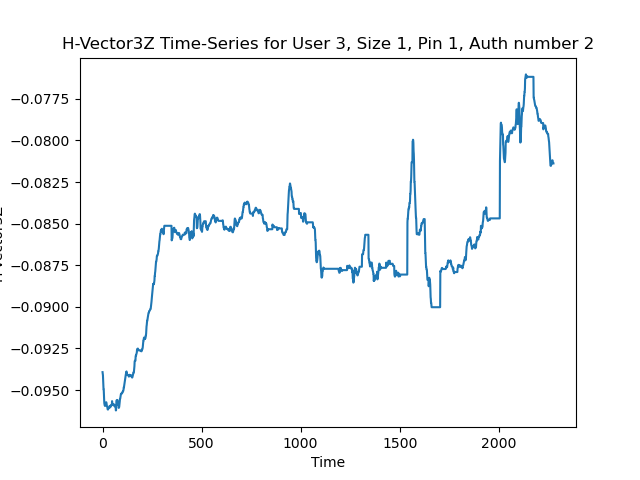 H-Vector3Z Time-Series for User 3, Size 1, Pin 1, Auth number 2
−0.0775
−0.0800
−0.0825
−0.0850
−0.0875
−0.0900
−0.0925
−0.0950
0 500 1000 1500 2000
Time